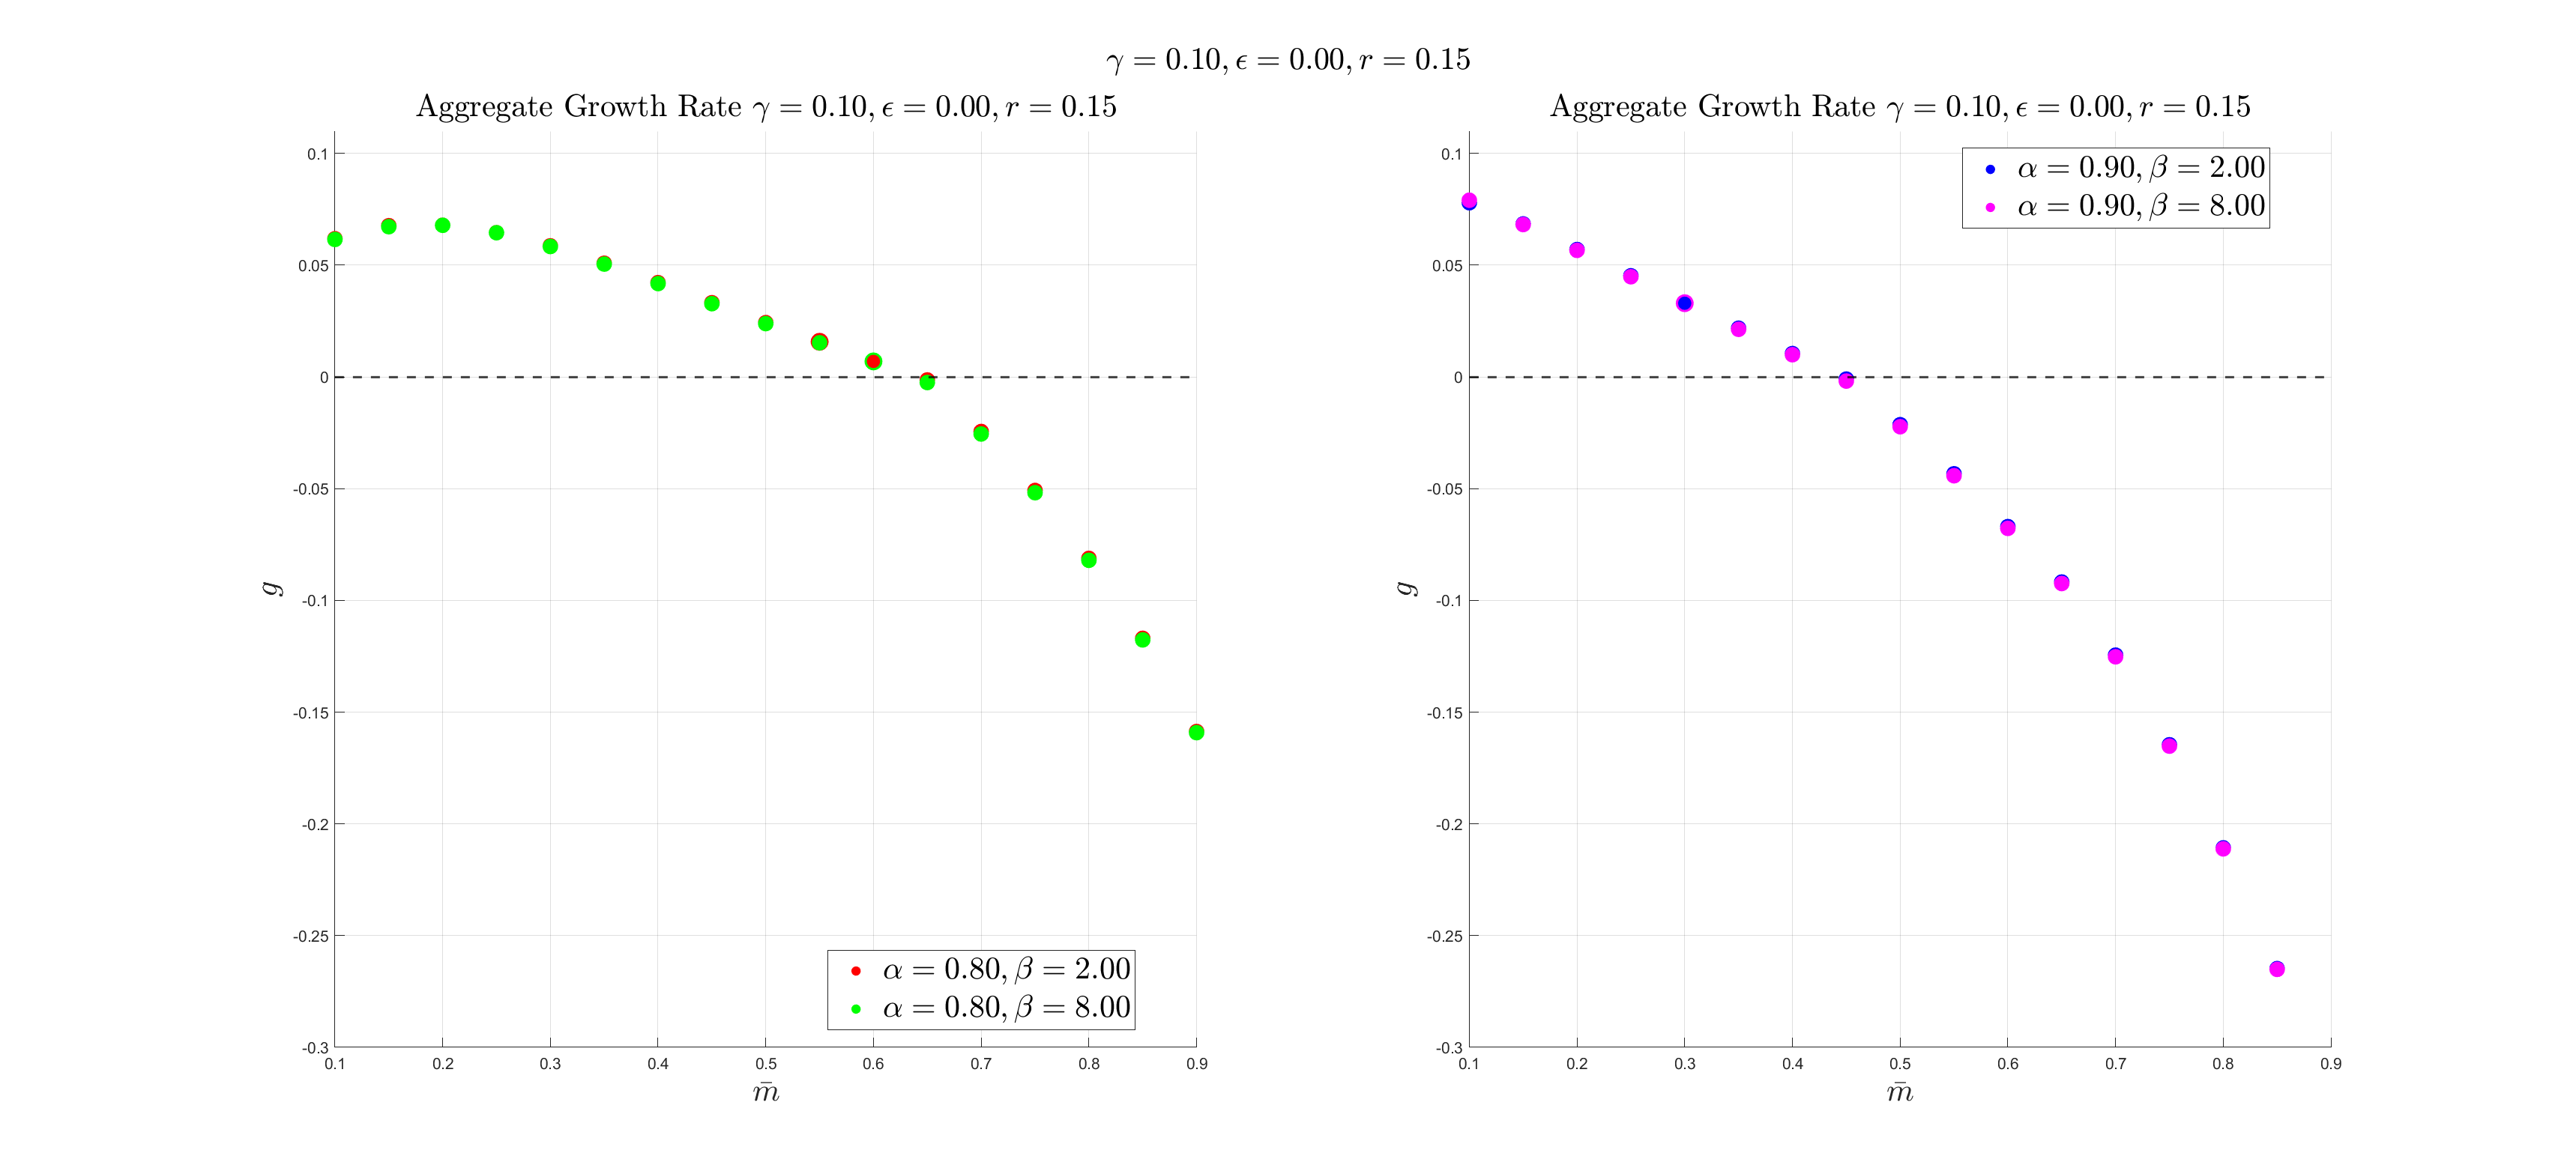 γ = 0.10, ϵ = 0.00, r = 0.15
Aggregate Growth Rate γ = 0.10, ϵ = 0.00, r = 0.15
0.1
0.05
0
-0.05
-0.1
-0.15
-0.2
-0.25
-0.3
g
α = 0.80, β = 2.00
α = 0.80, β = 8.00
0.1 0.2 0.3 0.4 0.5 0.6 0.7 0.8 0.9
m̄
Aggregate Growth Rate γ = 0.10, ϵ = 0.00, r = 0.15
α = 0.90, β = 2.00
α = 0.90, β = 8.00
0.1
0.05
0
-0.05
-0.1
-0.15
-0.2
-0.25
-0.3
g
0.1 0.2 0.3 0.4 0.5 0.6 0.7 0.8 0.9
m̄